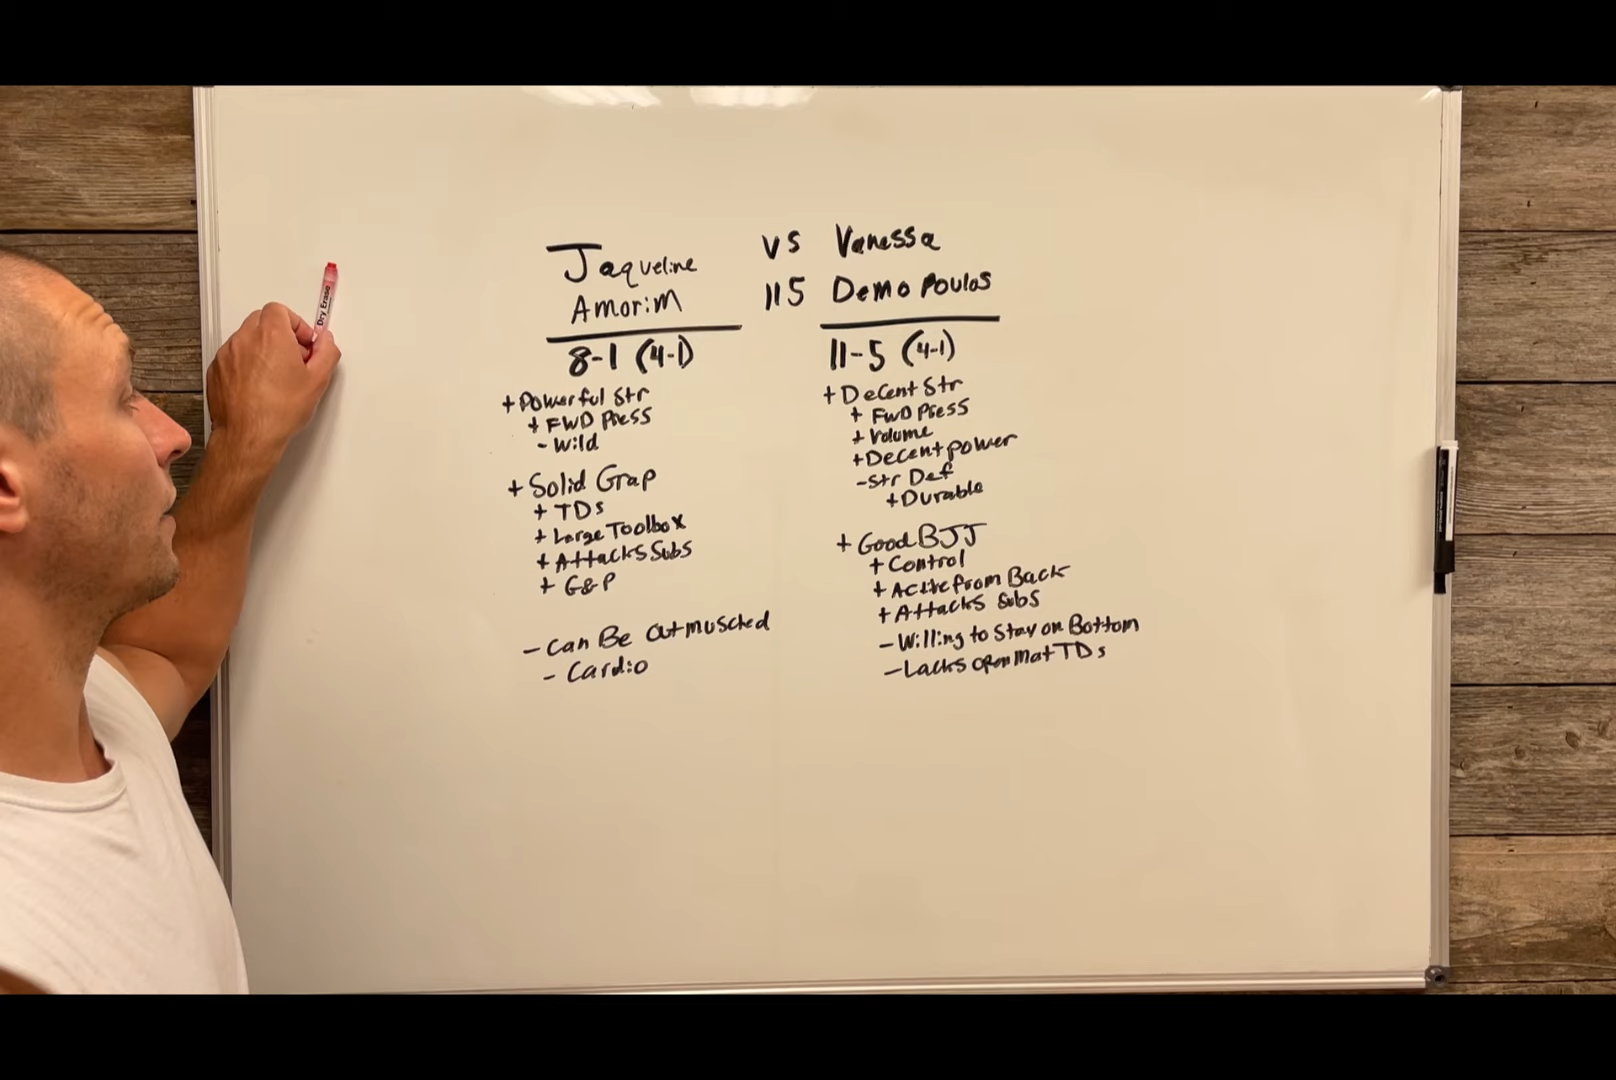 Jaqueline
Amorim
vs
115
Vanessa
Demopoulos
8-1 (4-1)
+ Powerful Str
+ FWD Press
- Wild
+ Solid Grap
+ TDs
+ Large Toolbox
+ Attacks Subs
+ G&P
- Can Be Outmuscled
- Cardio
11-5 (4-1)
+ Decent Str
+ FWD Press
+ Volume
+ Decent power
- Str Def
+ Durable
+ Good BJJ
+ Control
+ Active from Back
+ Attacks Subs
- Willing to Stay on Bottom
- Lacks open Mat TDs
Dry Erase